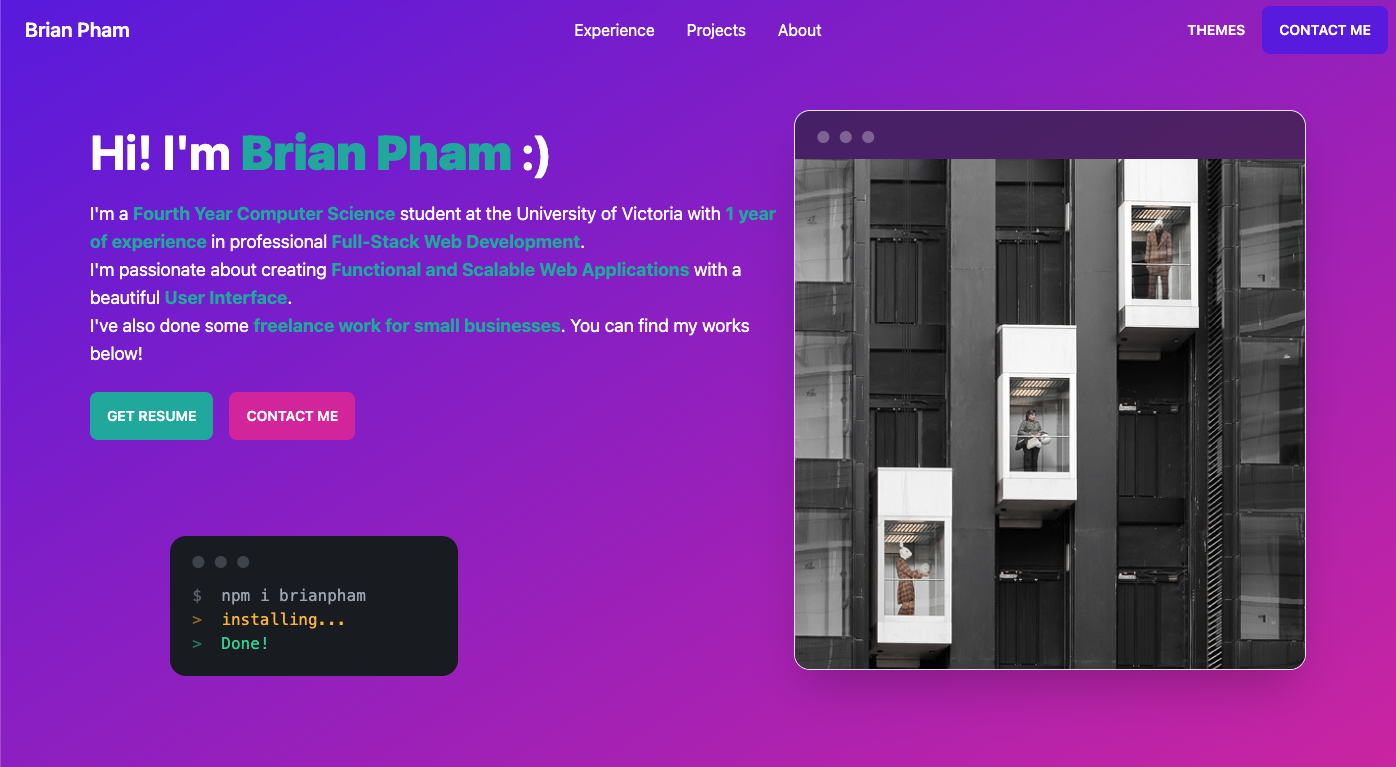 Brian Pham
Experience
Projects
About
THEMES
CONTACT ME
Hi! I'm Brian Pham :)
I'm a Fourth Year Computer Science student at the University of Victoria with 1 year
of experience in professional Full-Stack Web Development.
I'm passionate about creating Functional and Scalable Web Applications with a
beautiful User Interface.
I've also done some freelance work for small businesses. You can find my works
below!
GET RESUME
CONTACT ME
$ npm i brianpham
> installing...
> Done!